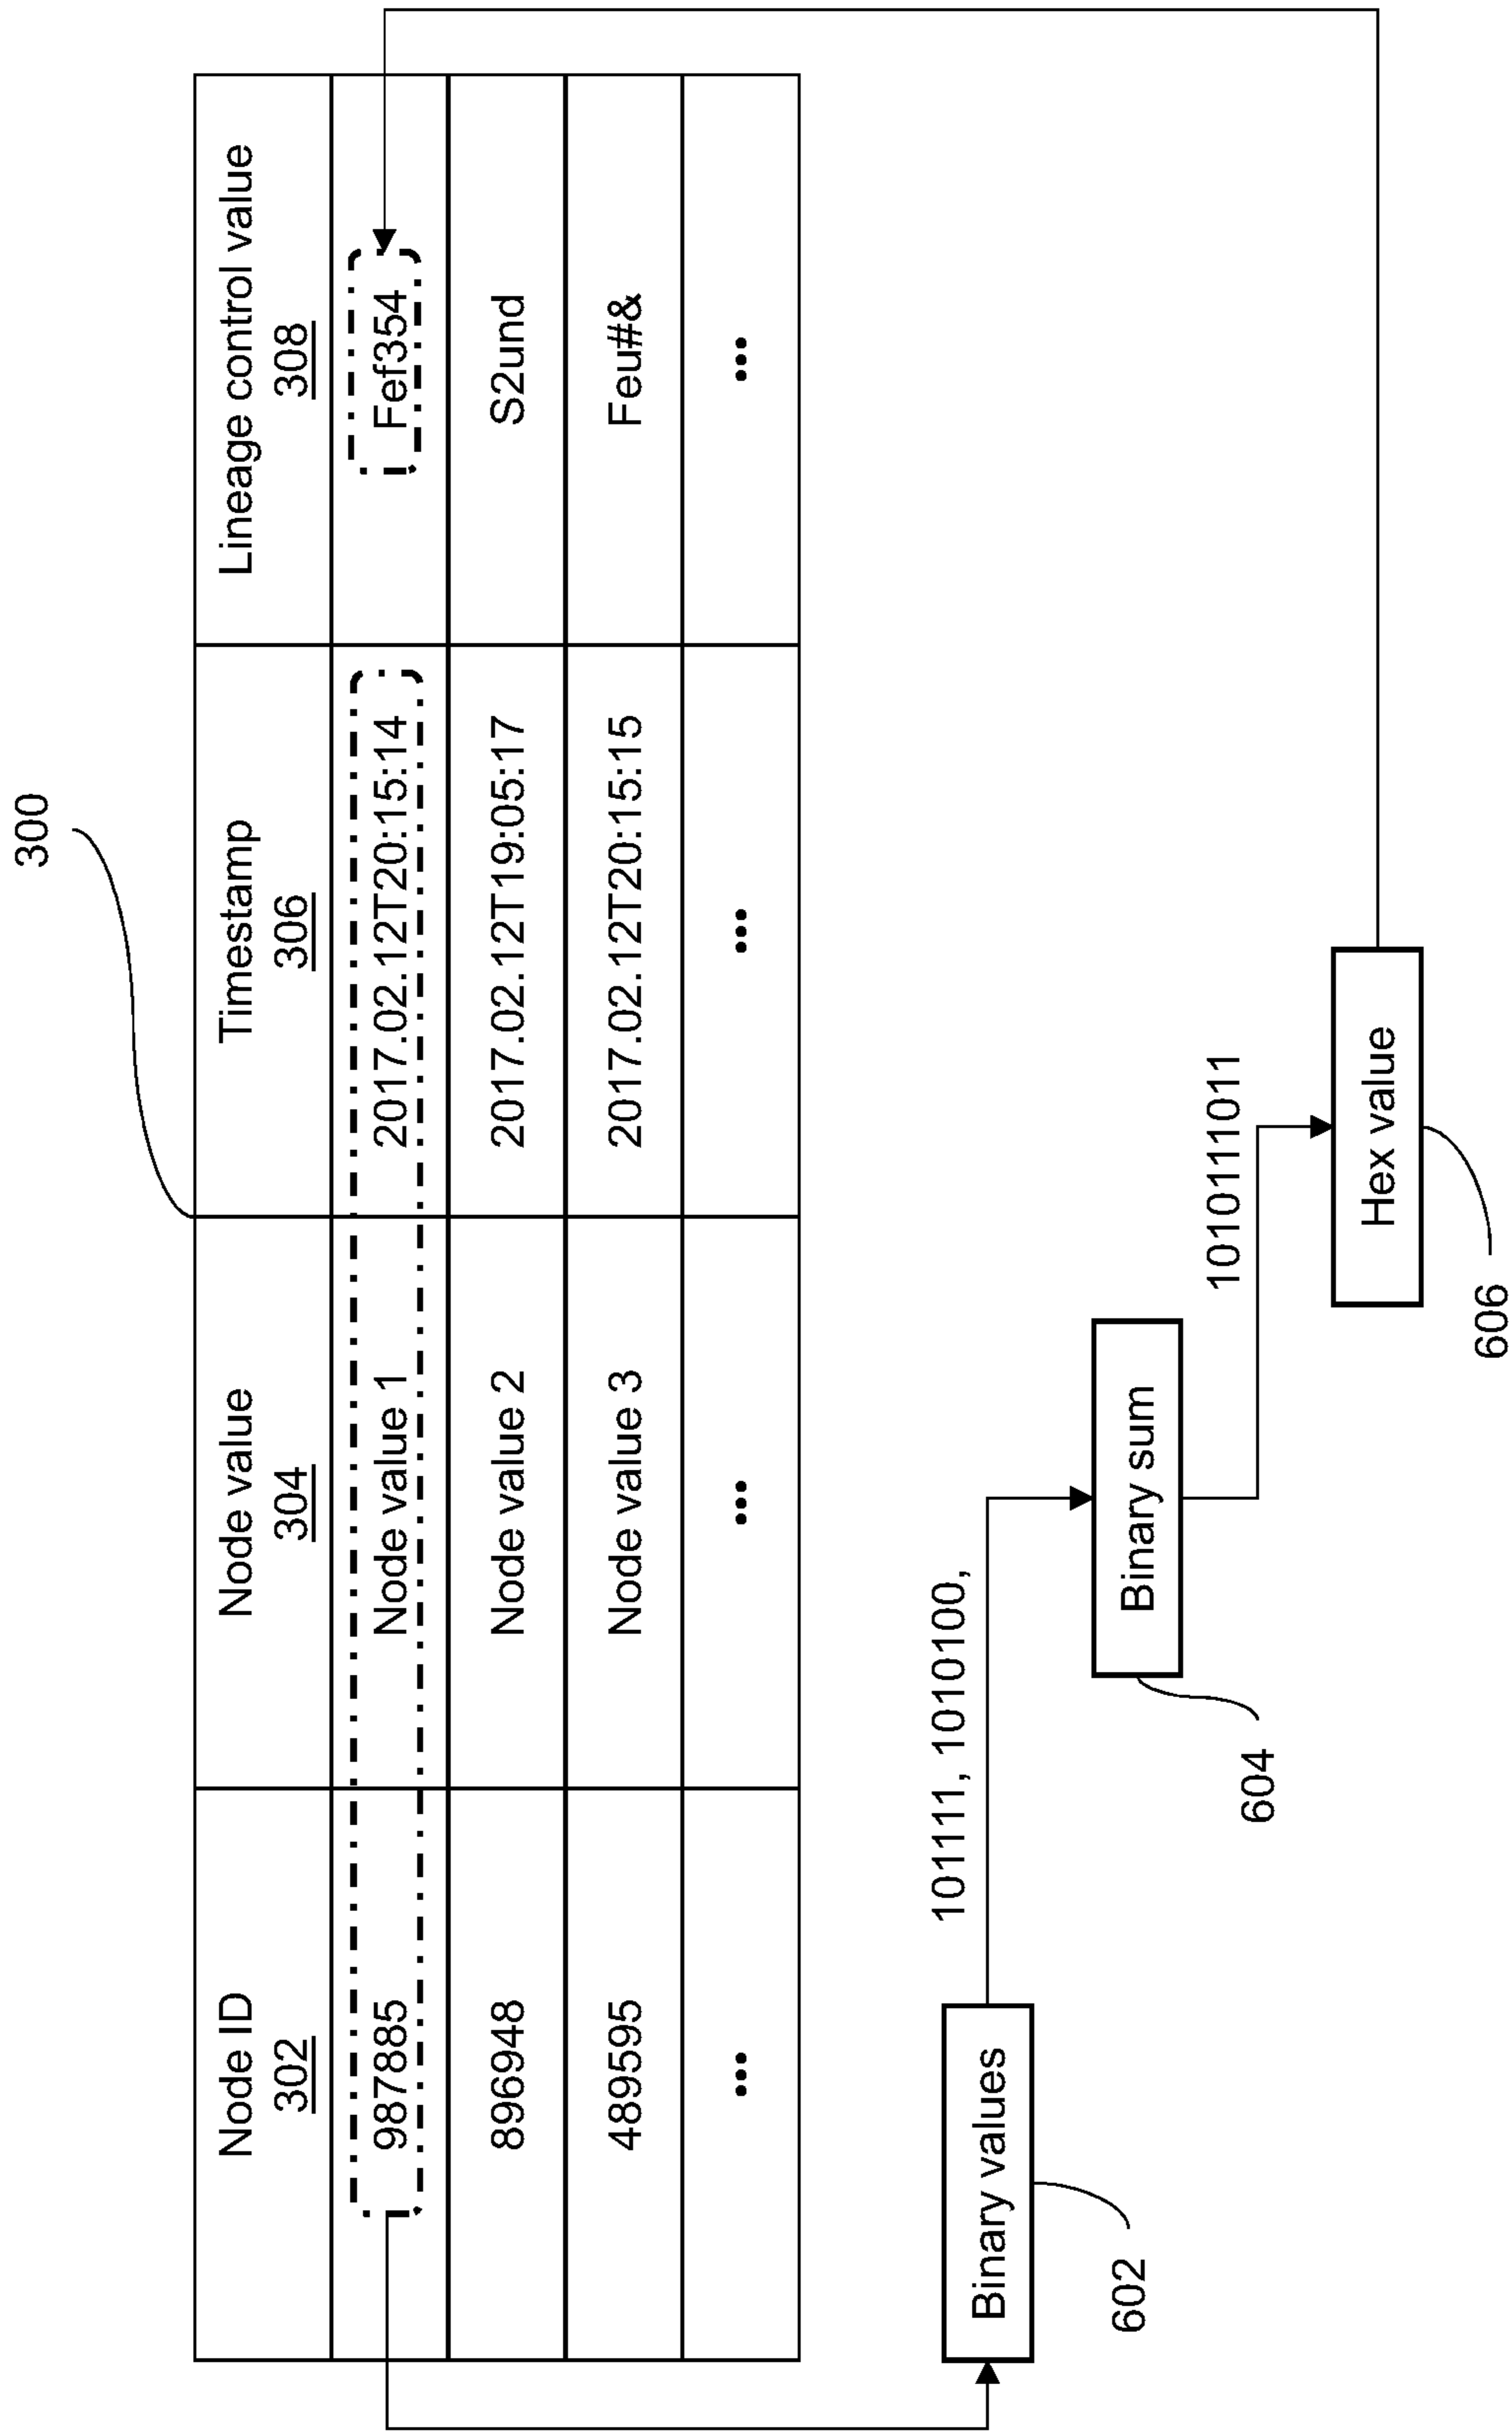 300
Node ID
302
Node value
304
Timestamp
306
Lineage control value
308
987885
Node value 1
2017.02.12T20:15:14
Fef354
896948
Node value 2
2017.02.12T19:05:17
S2und
489595
Node value 3
2017.02.12T20:15:15
Feu#&
...
...
...
...
Binary values
602
101111, 1010100,
Binary sum
604
10101111011
Hex value
606